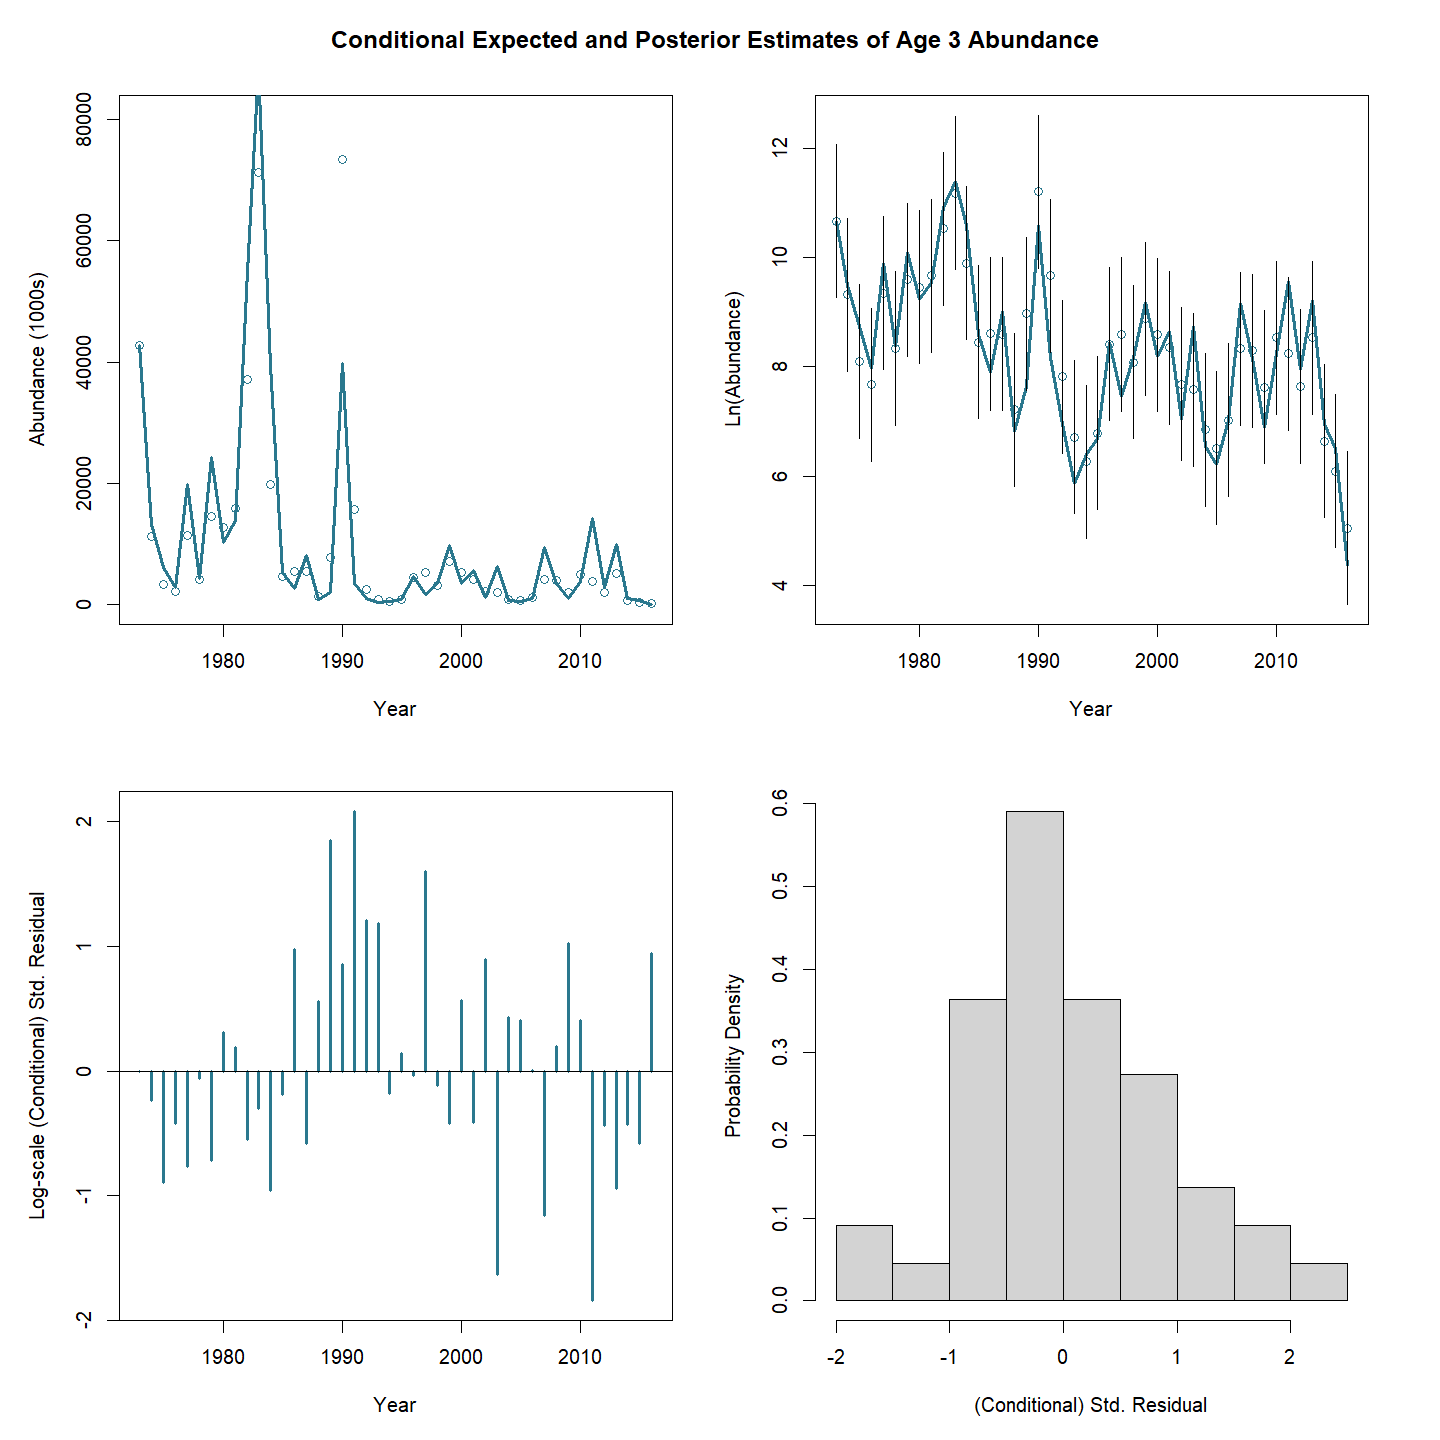 Conditional Expected and Posterior Estimates of Age 3 Abundance
Abundance (1000s)
80000
60000
40000
20000
0
1980 1990 2000 2010
Year
Ln(Abundance)
12
10
8
6
4
1980 1990 2000 2010
Year
Log-scale (Conditional) Std. Residual
2
1
0
-1
-2
1980 1990 2000 2010
Year
Probability Density
0.6
0.5
0.4
0.3
0.2
0.1
0.0
-2 -1 0 1 2
(Conditional) Std. Residual